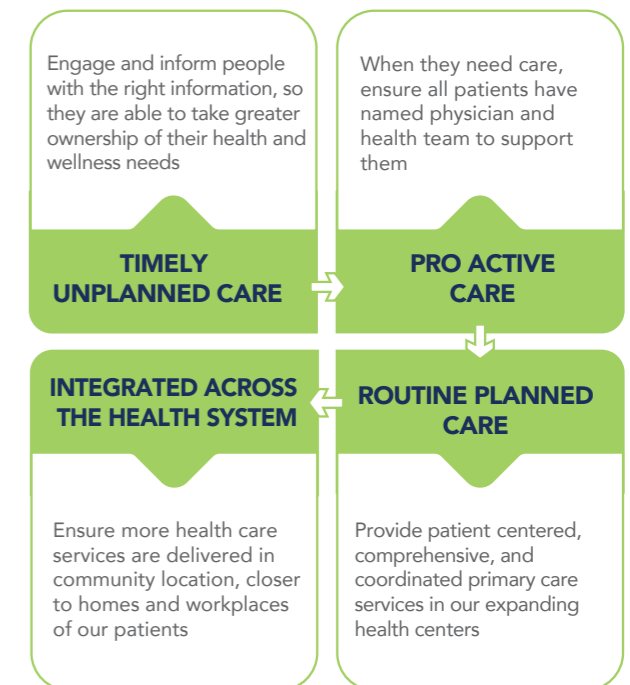 Engage and inform people
with the right information, so
they are able to take greater
ownership of their health and
wellness needs
TIMELY
UNPLANNED CARE
When they need care,
ensure all patients have
named physician and
health team to support
them
PRO ACTIVE
CARE
INTEGRATED ACROSS
THE HEALTH SYSTEM
Ensure more health care
services are delivered in
community location, closer
to homes and workplaces
of our patients
ROUTINE PLANNED
CARE
Provide patient centered,
comprehensive, and
coordinated primary care
services in our expanding
health centers